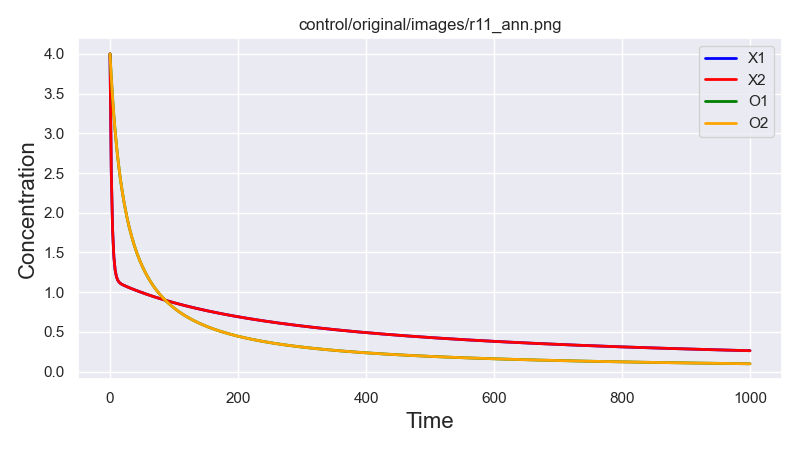 control/original/images/r11_ann.png
4.0
3.5
3.0
2.5
2.0
1.5
1.0
0.5
0.0
Concentration
X1
X2
O1
O2
0 200 400 600 800 1000
Time